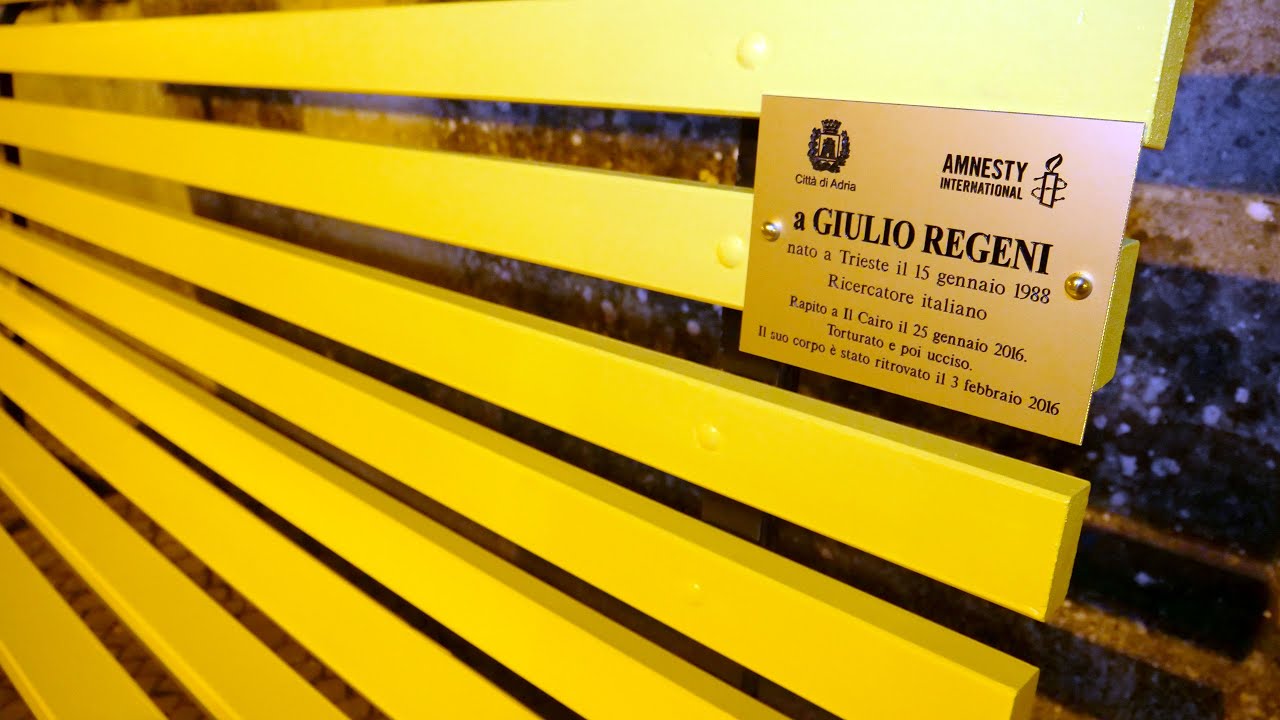 Città di Adria
AMNESTY
INTERNATIONAL
a GIULIO REGENI
nato a Trieste il 15 gennaio 1988
Ricercatore italiano
Rapito a Il Cairo il 25 gennaio 2016.
Torturato e poi ucciso.
Il suo corpo è stato ritrovato il 3 febbraio 2016